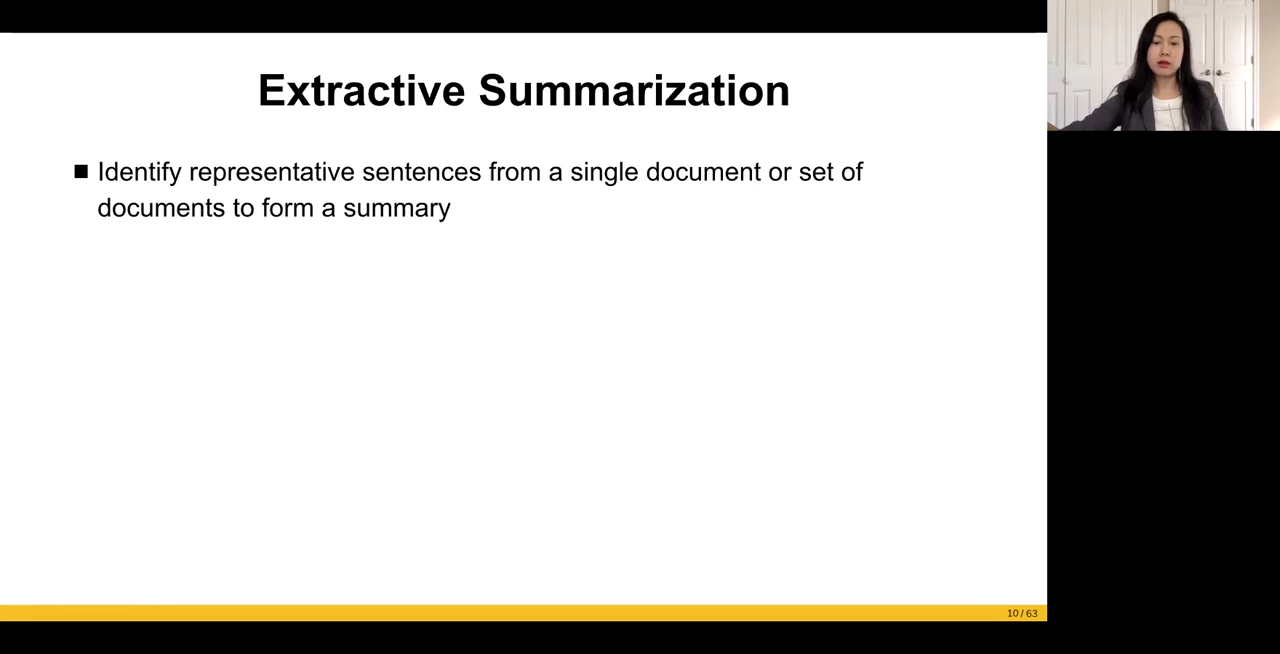 Extractive Summarization
■ Identify representative sentences from a single document or set of
documents to form a summary
10 / 63